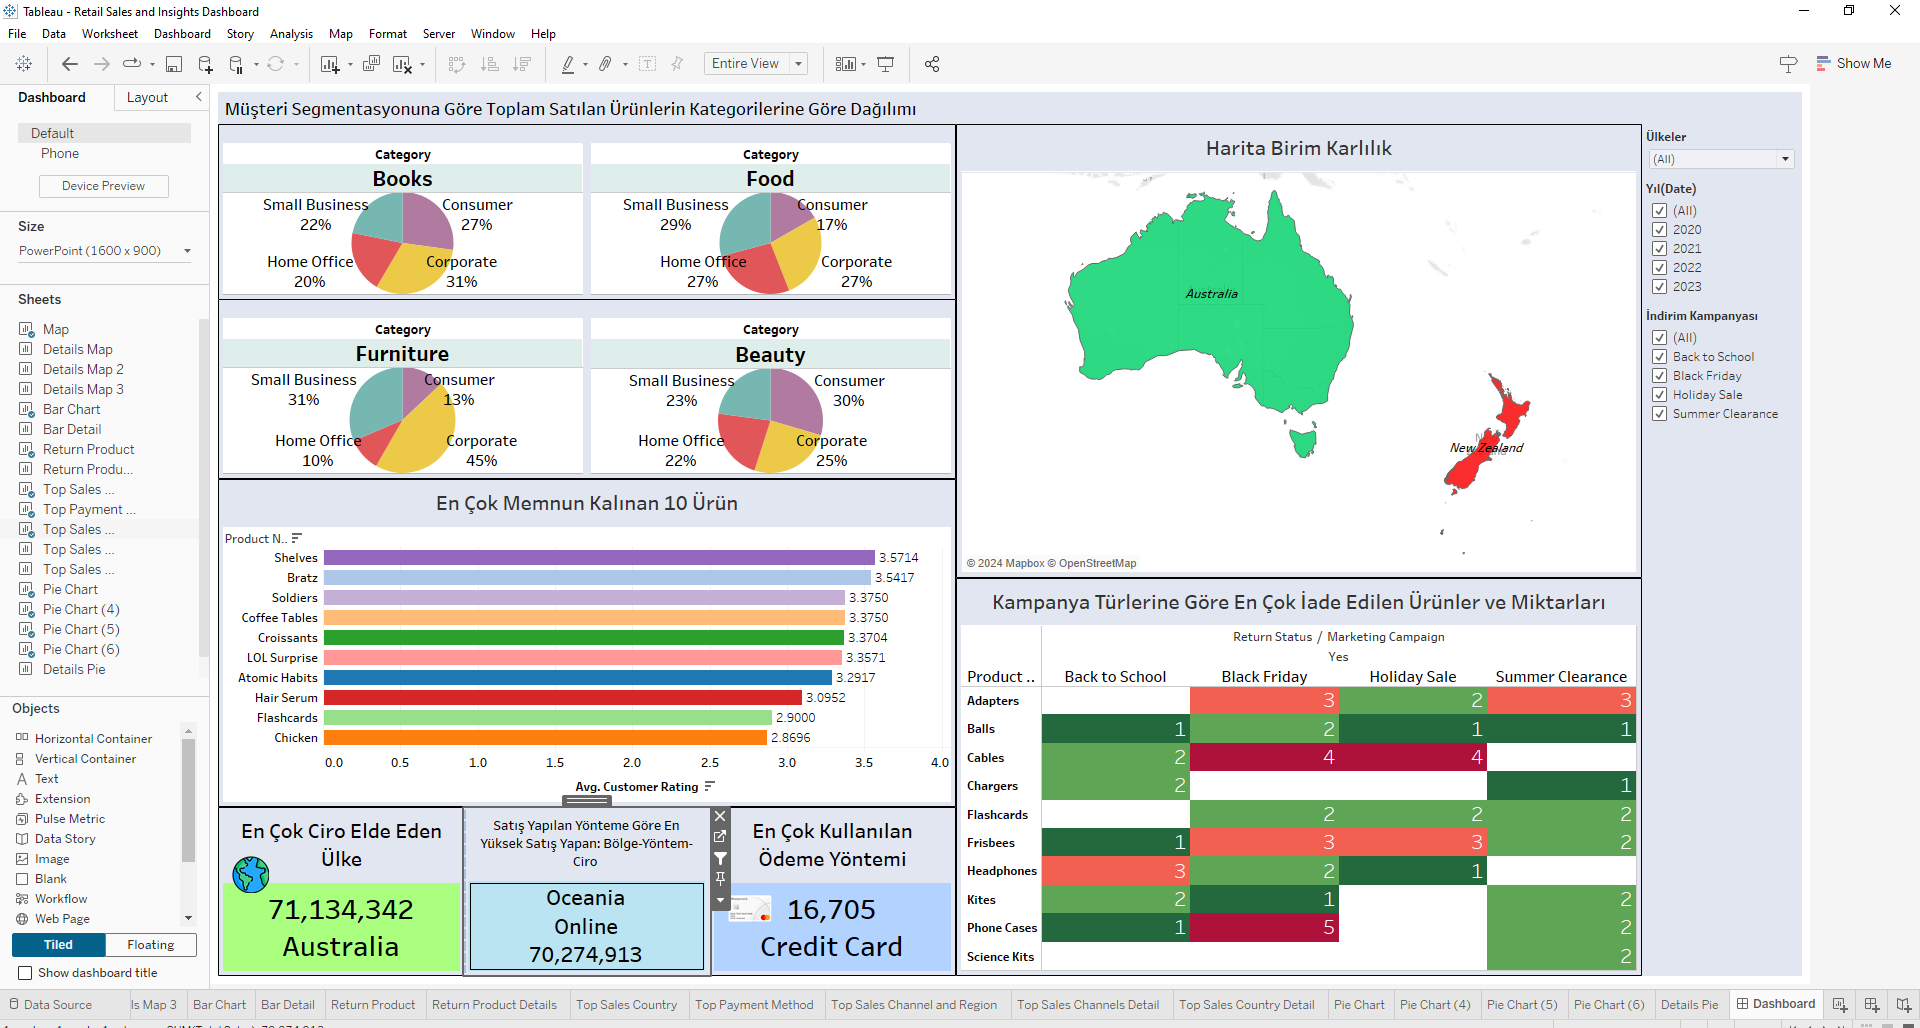 Tableau - Retail Sales and Insights Dashboard
File Data Worksheet Dashboard Story Analysis Map Format Server Window Help
Entire View
Show Me
Dashboard Layout
Default
Phone
Device Preview
Size
PowerPoint (1600 x 900)
Sheets
Map
Details Map
Details Map 2
Details Map 3
Bar Chart
Bar Detail
Return Product
Return Produ...
Top Sales ...
Top Payment ...
Top Sales ...
Top Sales ...
Top Sales ...
Pie Chart
Pie Chart (4)
Pie Chart (5)
Pie Chart (6)
Details Pie
Objects
Horizontal Container
Vertical Container
Text
Extension
Pulse Metric
Data Story
Image
Blank
Workflow
Web Page
Tiled Floating
Show dashboard title
Müşteri Segmentasyonuna Göre Toplam Satılan Ürünlerin Kategorilerine Göre Dağılımı
Category
Books
Small Business
22%
Consumer
27%
Home Office
20%
Corporate
31%
Category
Food
Small Business
29%
Consumer
17%
Home Office
27%
Corporate
27%
Category
Furniture
Small Business
31%
Consumer
13%
Home Office
10%
Corporate
45%
Category
Beauty
Small Business
23%
Consumer
30%
Home Office
22%
Corporate
25%
En Çok Memnun Kalınan 10 Ürün
Product N..
Shelves 3.5714
Bratz 3.5417
Soldiers 3.3750
Coffee Tables 3.3750
Croissants 3.3704
LOL Surprise 3.3571
Atomic Habits 3.2917
Hair Serum 3.0952
Flashcards 2.9000
Chicken 2.8696
0.0 0.5 1.0 1.5 2.0 2.5 3.0 3.5 4.0
Avg. Customer Rating
En Çok Ciro Elde Eden
Ülke
71,134,342
Australia
Satış Yapılan Yönteme Göre En
Yüksek Satış Yapan: Bölge-Yöntem-
Ciro
Oceania
Online
70,274,913
En Çok Kullanılan
Ödeme Yöntemi
16,705
Credit Card
Harita Birim Karlılık
Australia
New Zealand
© 2024 Mapbox © OpenStreetMap
Kampanya Türlerine Göre En Çok İade Edilen Ürünler ve Miktarları
Return Status / Marketing Campaign
Yes
Product .. Back to School Black Friday Holiday Sale Summer Clearance
Adapters 3 2 3
Balls 1 2 1 1
Cables 2 4 4
Chargers 2 1
Flashcards 2 2 2
Frisbees 1 3 3 2
Headphones 3 2 1
Kites 2 1 2
Phone Cases 1 5 2
Science Kits 2
Ülkeler
(All)
Yıl(Date)
(All)
2020
2021
2022
2023
İndirim Kampanyası
(All)
Back to School
Black Friday
Holiday Sale
Summer Clearance
Data Source ls Map 3 Bar Chart Bar Detail Return Product Return Product Details Top Sales Country Top Payment Method Top Sales Channel and Region Top Sales Channels Detail Top Sales Country Detail Pie Chart Pie Chart (4) Pie Chart (5) Pie Chart (6) Details Pie Dashboard